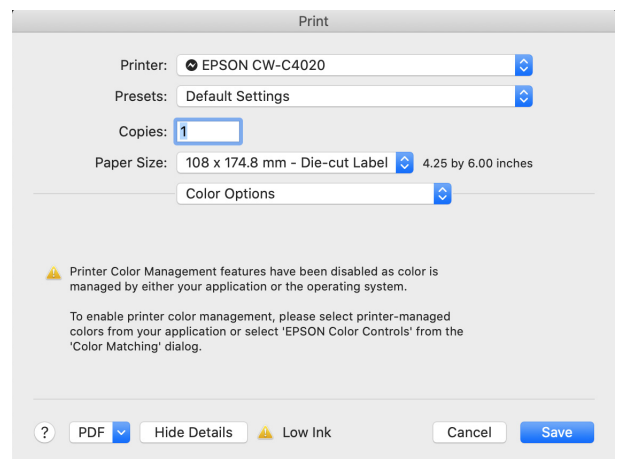 Print
Printer: EPSON CW-C4020
Presets: Default Settings
Copies: 1
Paper Size: 108 x 174.8 mm - Die-cut Label 4.25 by 6.00 inches
Color Options
Printer Color Management features have been disabled as color is
managed by either your application or the operating system.
To enable printer color management, please select printer-managed
colors from your application or select 'EPSON Color Controls' from the
'Color Matching' dialog.
? PDF Hide Details Low Ink Cancel Save